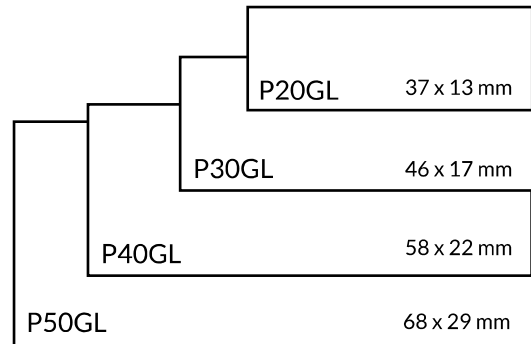 P20GL 37 x 13 mm
P30GL 46 x 17 mm
P40GL 58 x 22 mm
P50GL 68 x 29 mm